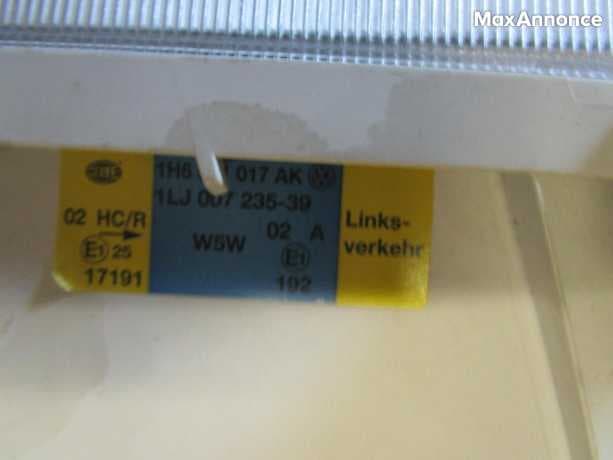 MaxAnnonce
HELLA
1H6 017 AK VW
1LJ 007 235-39
02 HC/R
E1 25
17191
W5W
02 A
E1
192
Links-
verkehr